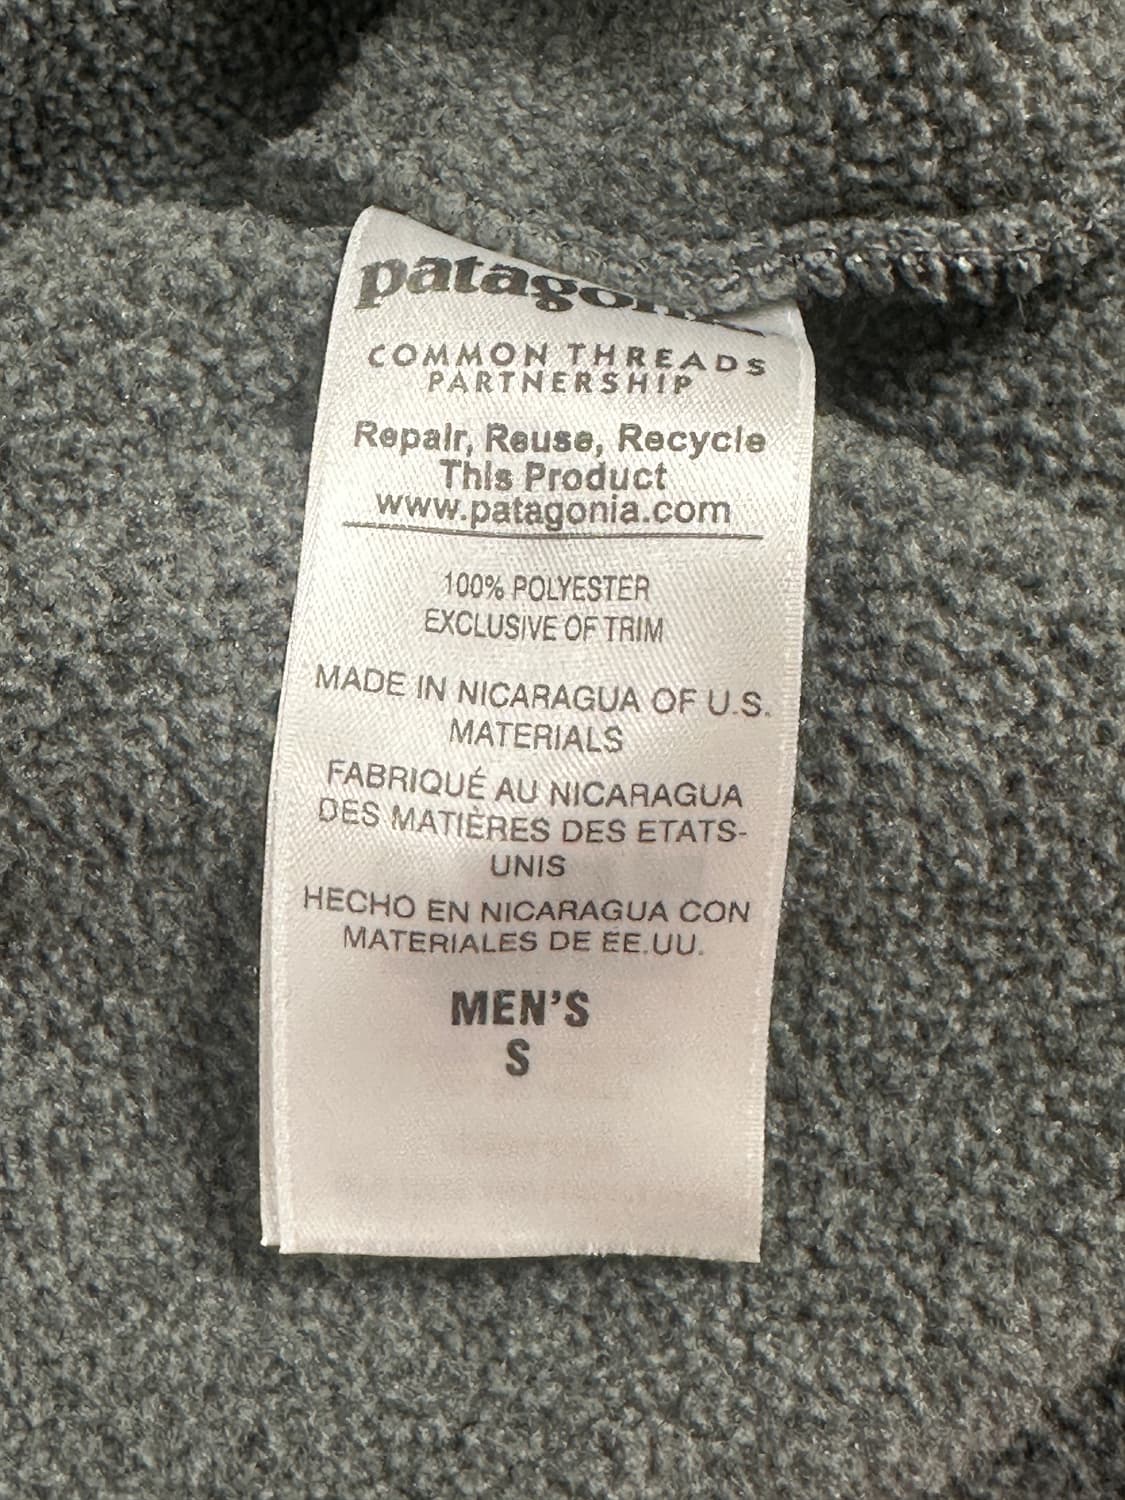 patagonia
COMMON THREADS
PARTNERSHIP
Repair, Reuse, Recycle
This Product
www.patagonia.com
100% POLYESTER
EXCLUSIVE OF TRIM
MADE IN NICARAGUA OF U.S.
MATERIALS
FABRIQUÉ AU NICARAGUA
DES MATIÈRES DES ETATS-
UNIS
HECHO EN NICARAGUA CON
MATERIALES DE EE.UU.
MEN'S
S